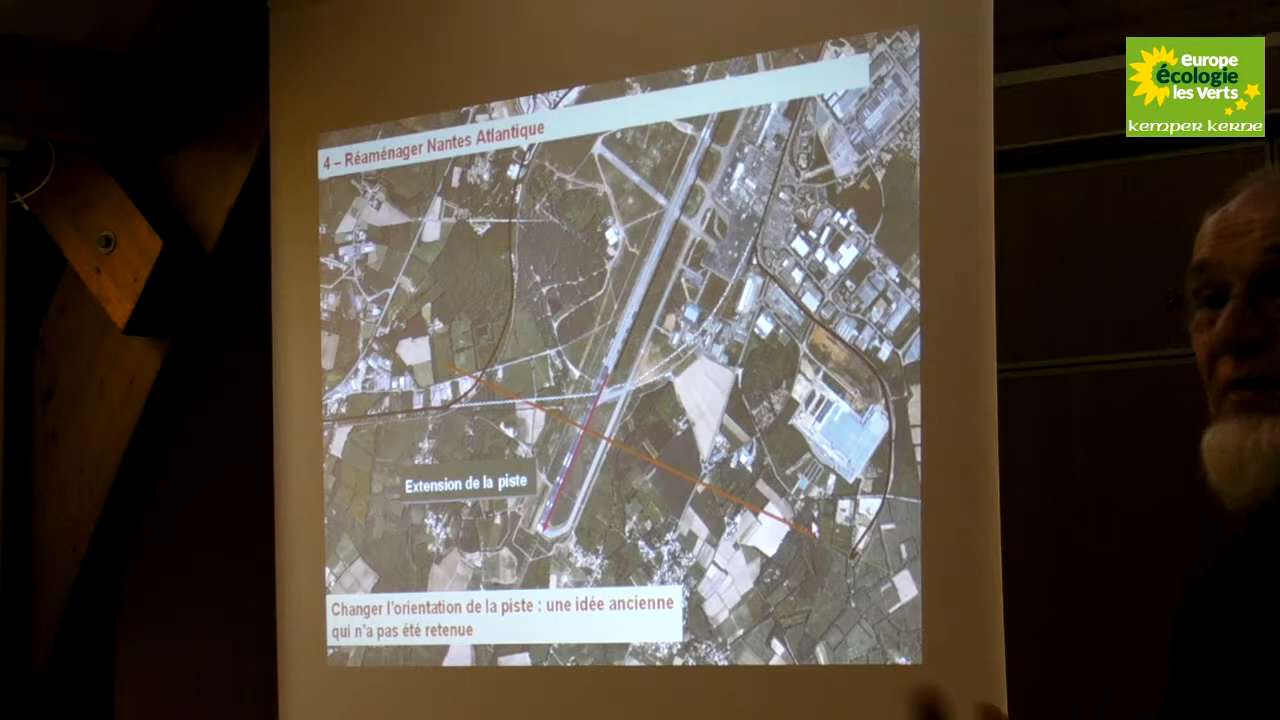 europe
écologie
les Verts
kemper kerne
4 – Réaménager Nantes Atlantique
Extension de la piste
Changer l'orientation de la piste : une idée ancienne
qui n'a pas été retenue